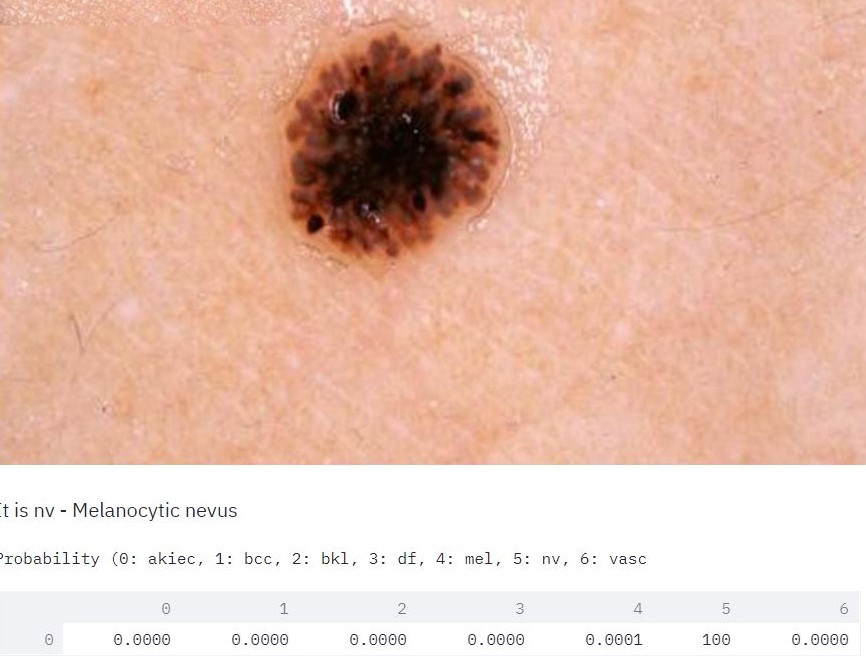 t is nv - Melanocytic nevus
Probability (0: akiec, 1: bcc, 2: bkl, 3: df, 4: mel, 5: nv, 6: vasc
0 1 2 3 4 5 6
0 0.0000 0.0000 0.0000 0.0000 0.0001 100 0.0000